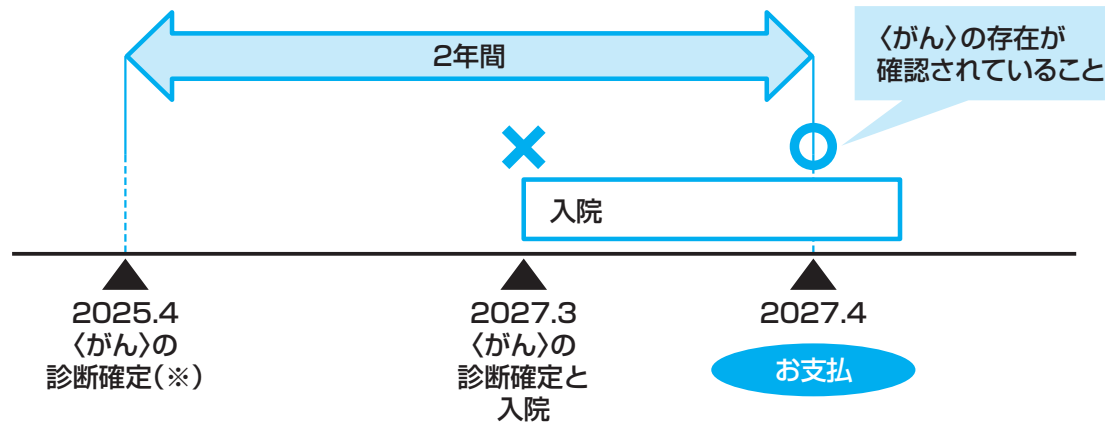 2年間
〈がん〉の存在が
確認されていること
入院
2025.4
〈がん〉の
診断確定(※)
2027.3
〈がん〉の
診断確定と
入院
2027.4
お支払